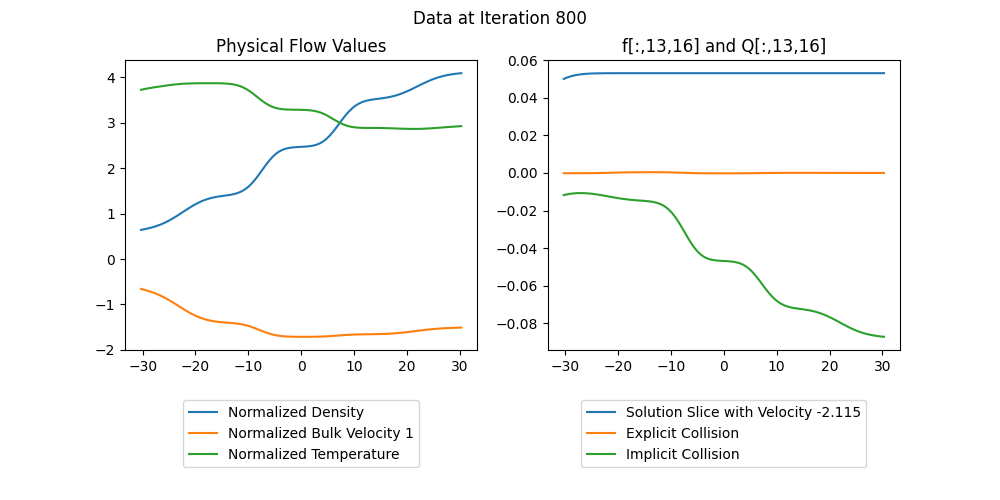 Data at Iteration 800
Physical Flow Values
4
3
2
1
0
−1
−2
−30 −20 −10 0 10 20 30
Normalized Density
Normalized Bulk Velocity 1
Normalized Temperature
f[:,13,16] and Q[:,13,16]
0.06
0.04
0.02
0.00
−0.02
−0.04
−0.06
−0.08
−30 −20 −10 0 10 20 30
Solution Slice with Velocity -2.115
Explicit Collision
Implicit Collision